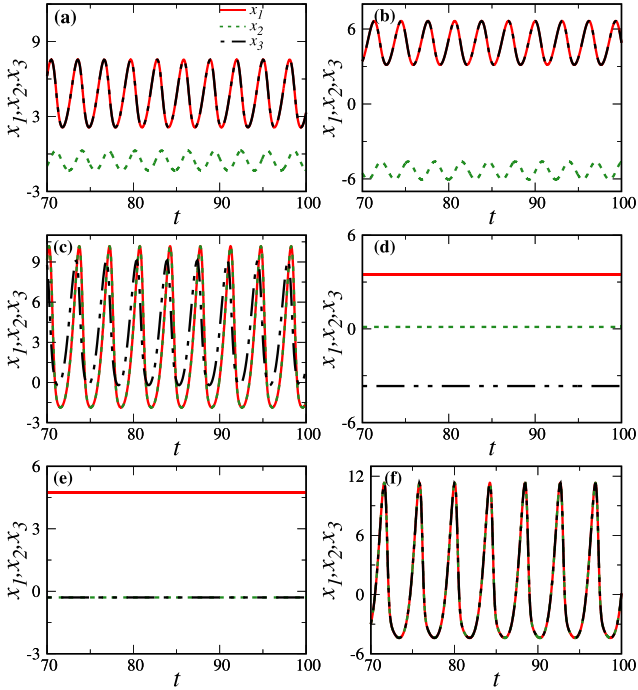 (a)
x1
x2
x3
9
3
-3
x1,x2,x3
70 80 90 100
t
(b)
6
0
-6
x1,x2,x3
70 80 90 100
t
(c)
9
6
3
0
-3
x1,x2,x3
70 80 90 100
t
(d)
6
0
-6
x1,x2,x3
70 80 90 100
t
(e)
6
3
0
-3
x1,x2,x3
70 80 90 100
t
(f)
12
6
0
-6
x1,x2,x3
70 80 90 100
t